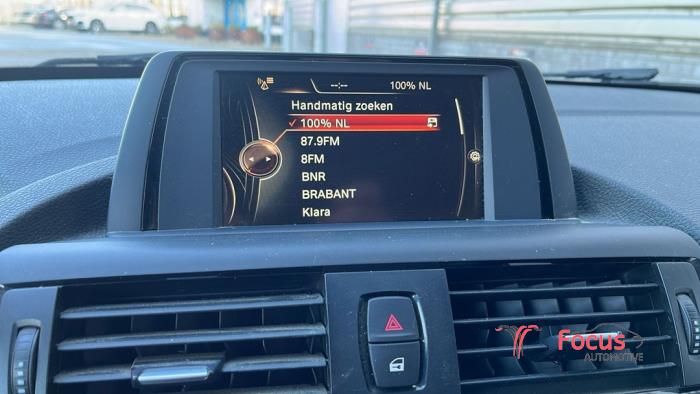 --:-- 100% NL
Handmatig zoeken
100% NL
87.9FM
8FM
BNR
BRABANT
Klara
Focus
AUTOMOTIVE